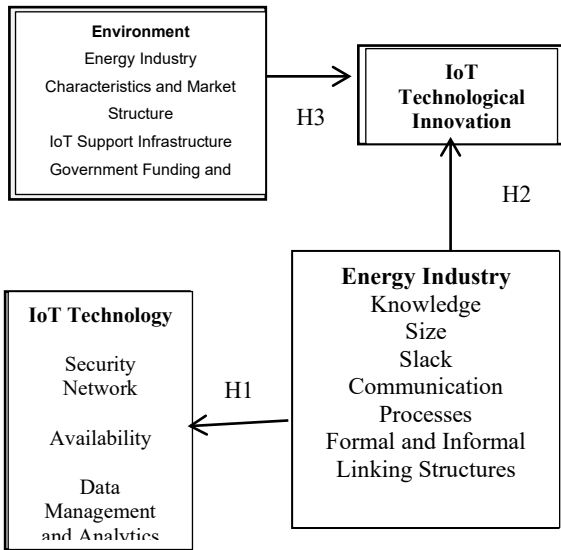 Environment
Energy Industry
Characteristics and Market
Structure
IoT Support Infrastructure
Government Funding and
IoT
Technological
Innovation
H3
H2
Energy Industry
Knowledge
Size
Slack
Communication
Processes
Formal and Informal
Linking Structures
IoT Technology
Security
Network
Availability
Data
Management
and Analytics
H1